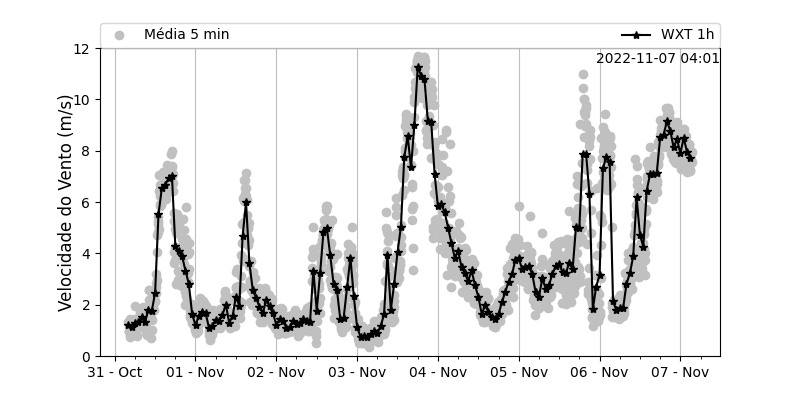 Média 5 min
WXT 1h
2022-11-07 04:01
Velocidade do Vento (m/s)
12
10
8
6
4
2
0
31 - Oct
01 - Nov
02 - Nov
03 - Nov
04 - Nov
05 - Nov
06 - Nov
07 - Nov